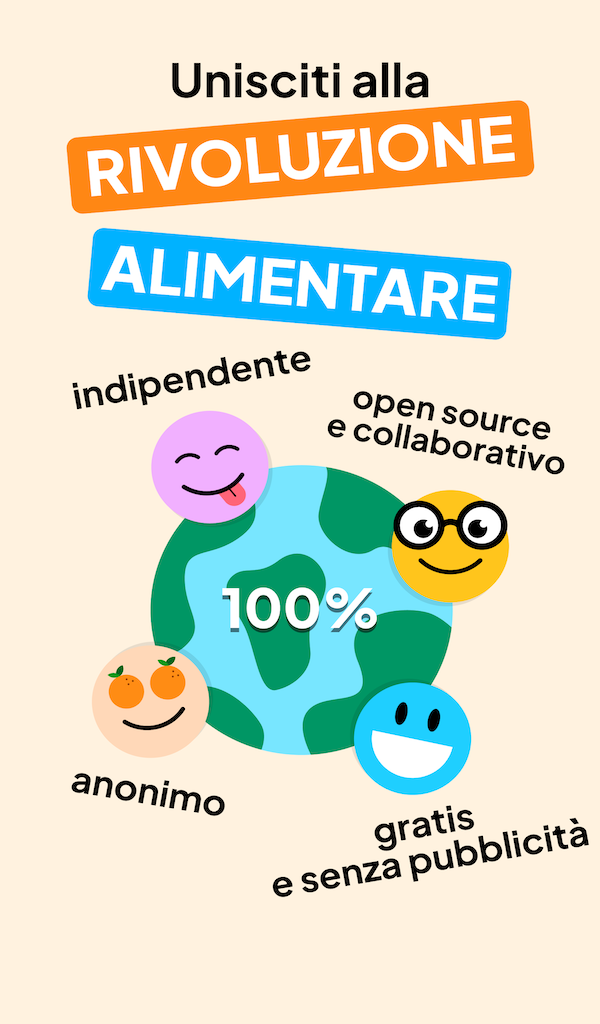 Unisciti alla
RIVOLUZIONE
ALIMENTARE
indipendente
open source
e collaborativo
100%
anonimo
gratis
e senza pubblicità